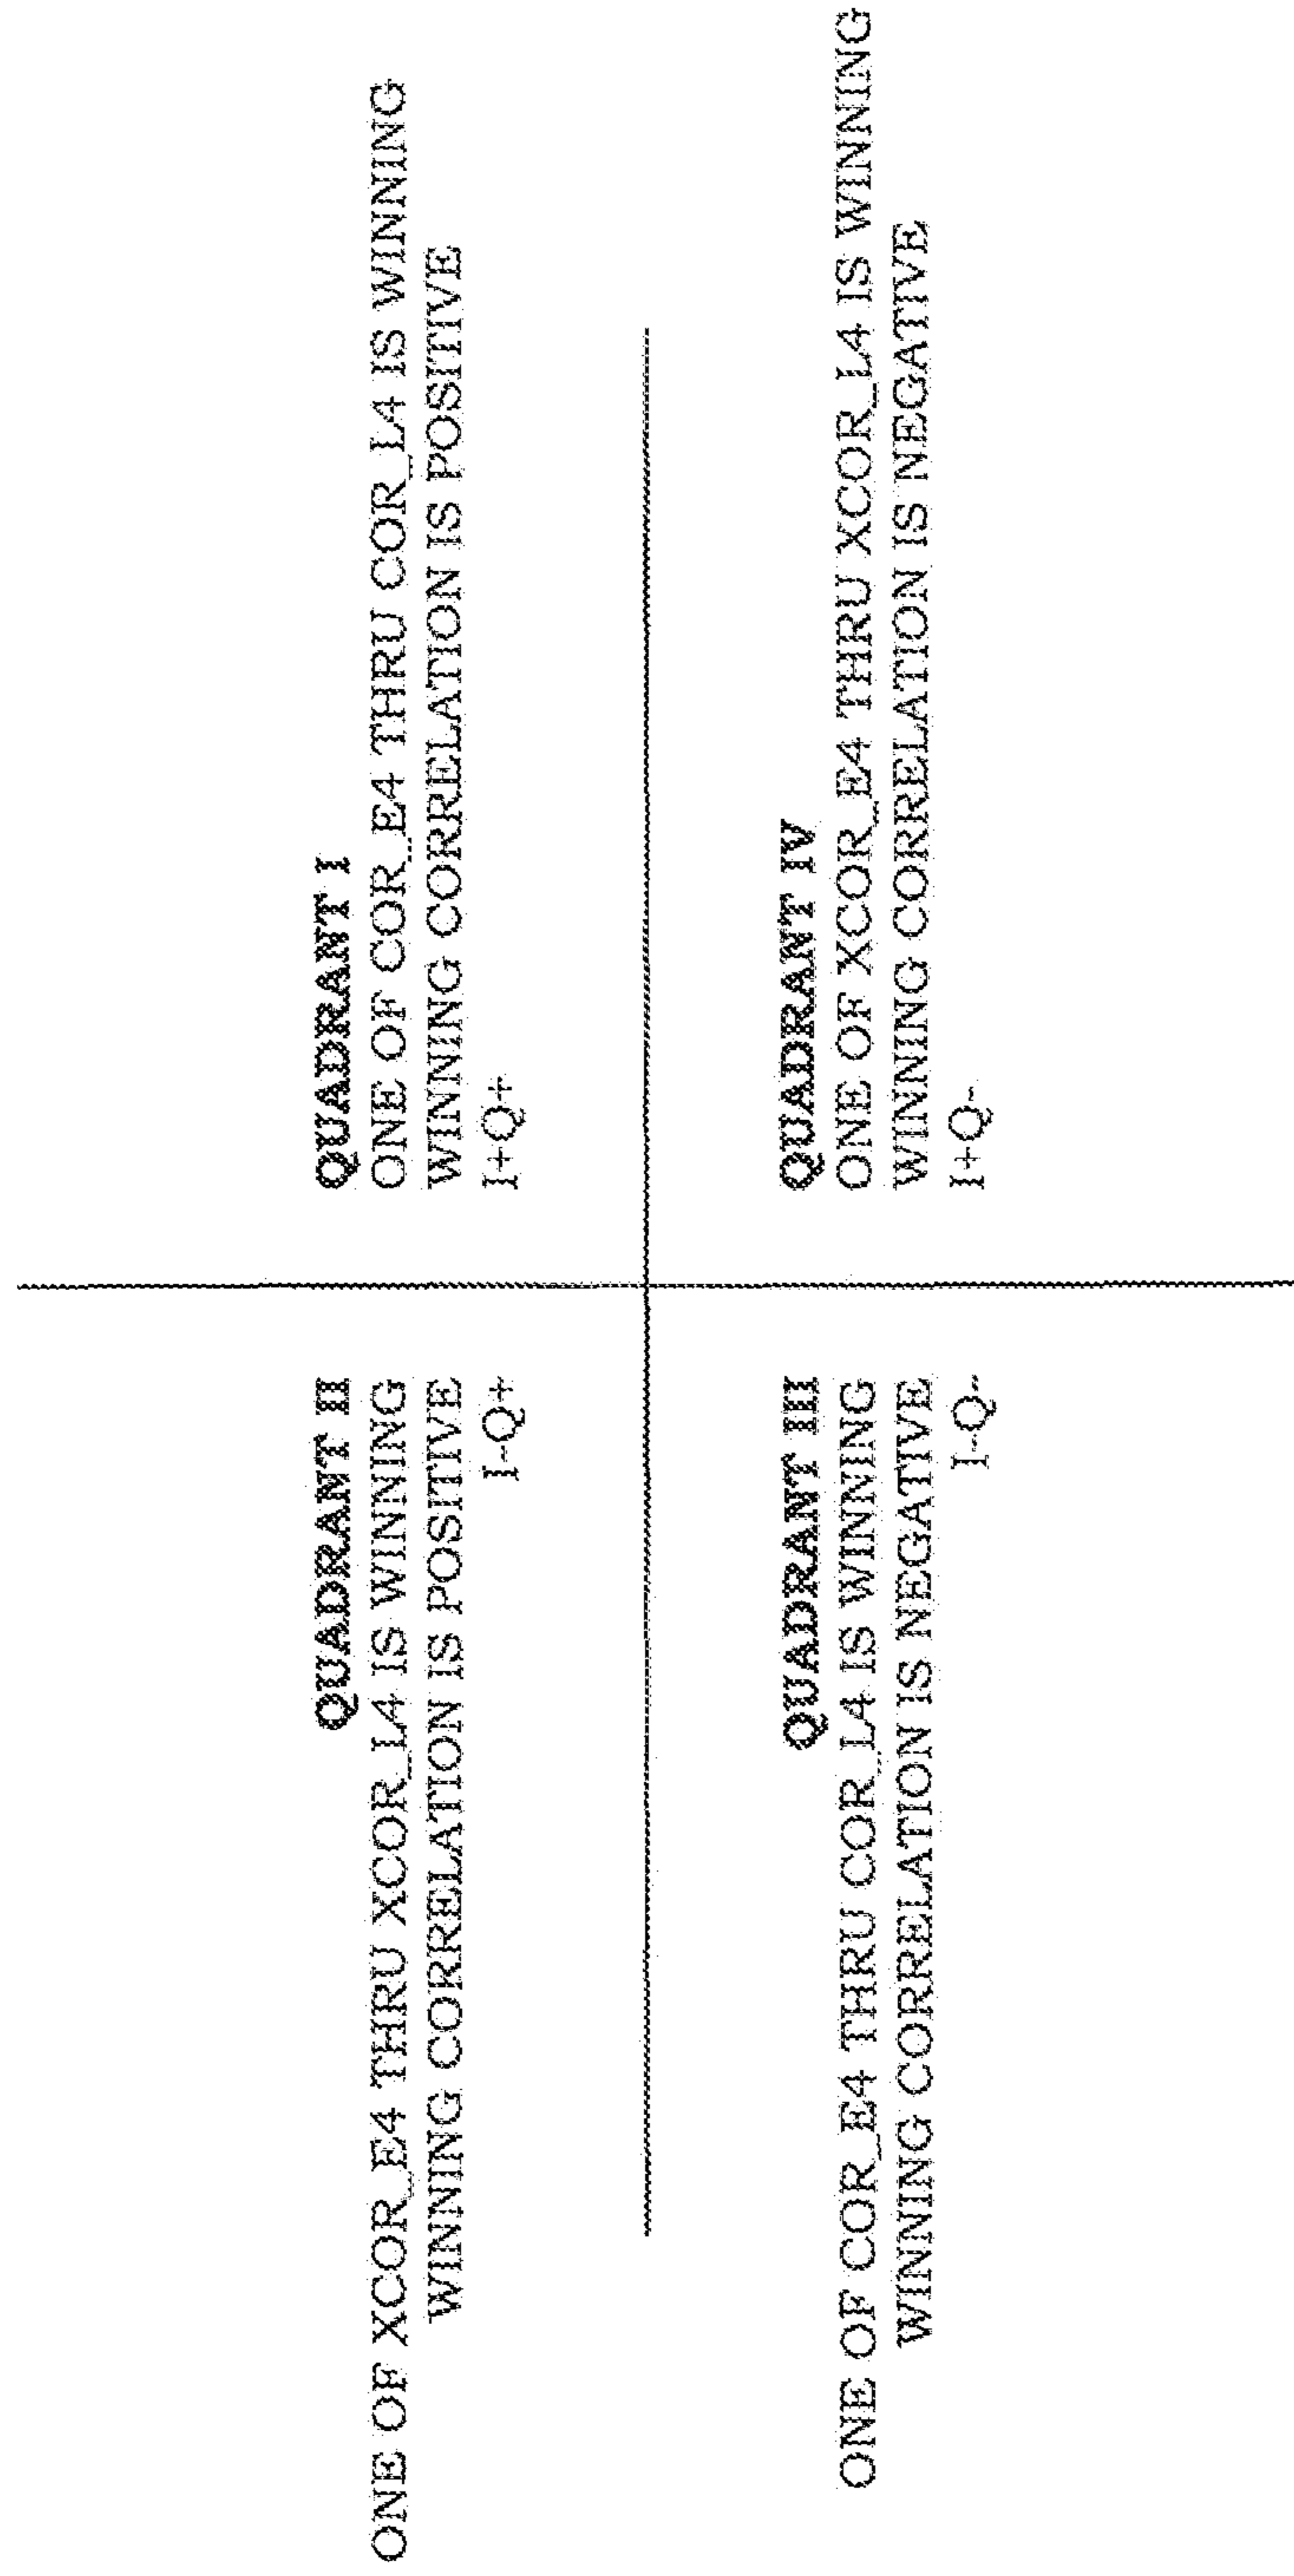 QUADRANT II
ONE OF XCOR_E4 THRU XCOR_L4 IS WINNING
WINNING CORRELATION IS POSITIVE
I-Q+
QUADRANT I
ONE OF COR_E4 THRU COR_L4 IS WINNING
WINNING CORRELATION IS POSITIVE
I+Q+
QUADRANT III
ONE OF COR_E4 THRU COR_L4 IS WINNING
WINNING CORRELATION IS NEGATIVE
I-Q-
QUADRANT IV
ONE OF XCOR_E4 THRU XCOR_L4 IS WINNING
WINNING CORRELATION IS NEGATIVE
I+Q-